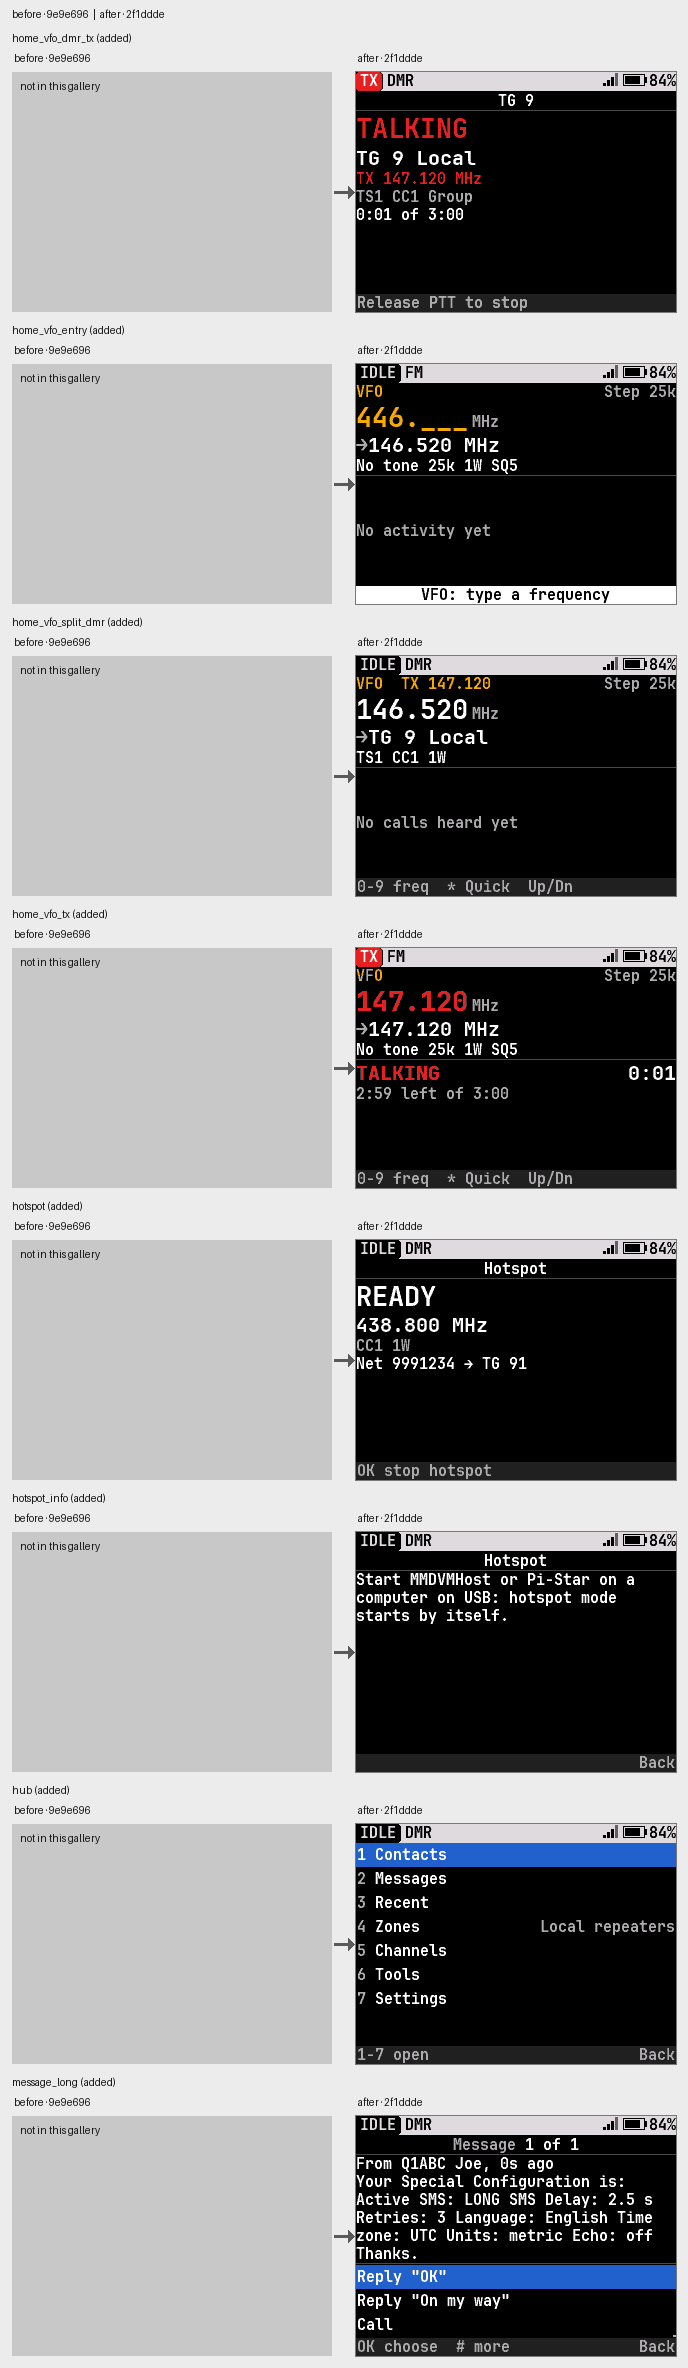 before · 9e9e696 | after · 2f1ddde
home_vfo_dmr_tx (added)
before · 9e9e696
after · 2f1ddde
not in this gallery
TX DMR 84%
TG 9
TALKING
TG 9 Local
TX 147.120 MHz
TS1 CC1 Group
0:01 of 3:00
Release PTT to stop
home_vfo_entry (added)
before · 9e9e696
after · 2f1ddde
not in this gallery
IDLE FM 84%
VFO Step 25k
446.___ MHz
→146.520 MHz
No tone 25k 1W SQ5
No activity yet
VFO: type a frequency
home_vfo_split_dmr (added)
before · 9e9e696
after · 2f1ddde
not in this gallery
IDLE DMR 84%
VFO TX 147.120 Step 25k
146.520 MHz
→TG 9 Local
TS1 CC1 1W
No calls heard yet
0-9 freq * Quick Up/Dn
home_vfo_tx (added)
before · 9e9e696
after · 2f1ddde
not in this gallery
TX FM 84%
VFO Step 25k
147.120 MHz
→147.120 MHz
No tone 25k 1W SQ5
TALKING 0:01
2:59 left of 3:00
0-9 freq * Quick Up/Dn
hotspot (added)
before · 9e9e696
after · 2f1ddde
not in this gallery
IDLE DMR 84%
Hotspot
READY
438.800 MHz
CC1 1W
Net 9991234 → TG 91
OK stop hotspot
hotspot_info (added)
before · 9e9e696
after · 2f1ddde
not in this gallery
IDLE DMR 84%
Hotspot
Start MMDVMHost or Pi-Star on a
computer on USB: hotspot mode
starts by itself.
Back
hub (added)
before · 9e9e696
after · 2f1ddde
not in this gallery
IDLE DMR 84%
1 Contacts
2 Messages
3 Recent
4 Zones Local repeaters
5 Channels
6 Tools
7 Settings
1-7 open Back
message_long (added)
before · 9e9e696
after · 2f1ddde
not in this gallery
IDLE DMR 84%
Message 1 of 1
From Q1ABC Joe, 0s ago
Your Special Configuration is:
Active SMS: LONG SMS Delay: 2.5 s
Retries: 3 Language: English Time
zone: UTC Units: metric Echo: off
Thanks.
Reply "OK"
Reply "On my way"
Call
OK choose # more Back